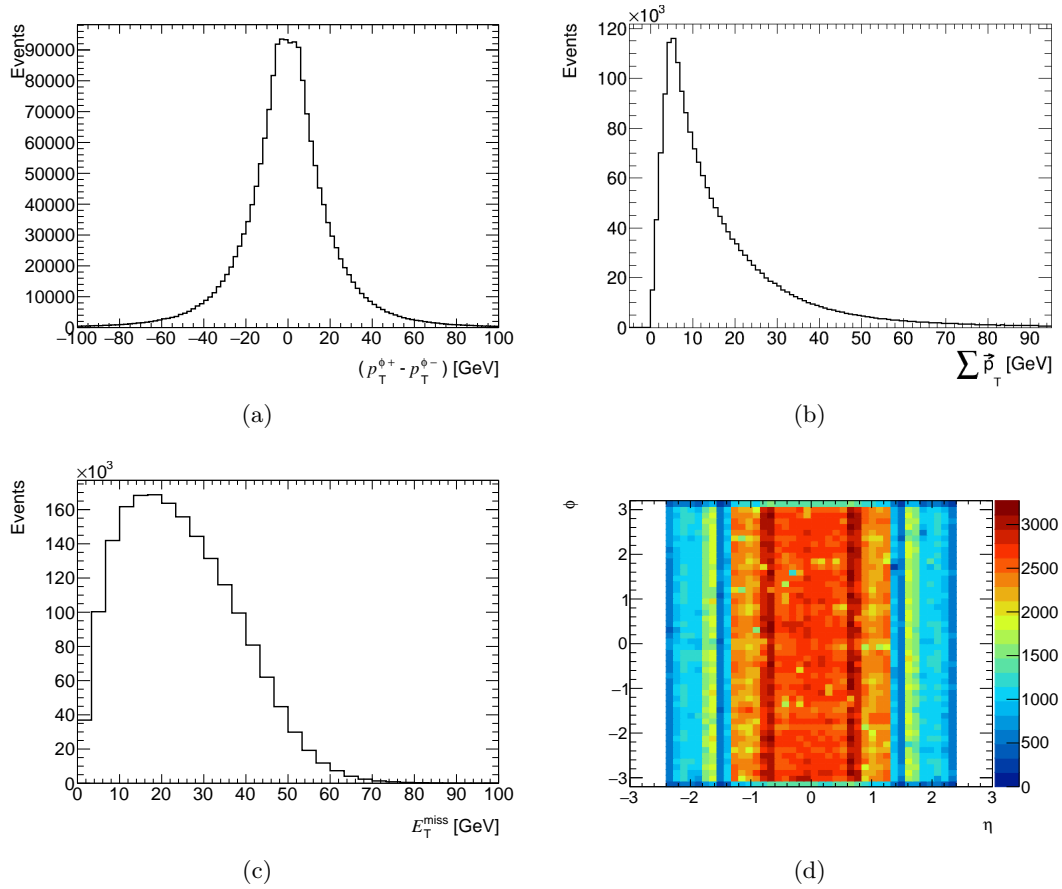 Events
90000
80000
70000
60000
50000
40000
30000
20000
10000
0
−100 −80 −60 −40 −20 0 20 40 60 80 100
( p_T^{ϕ+} - p_T^{ϕ−} ) [GeV]
(a)
×10³
Events
120
100
80
60
40
20
0
0 10 20 30 40 50 60 70 80 90
∑ p⃗_T [GeV]
(b)
×10³
Events
160
140
120
100
80
60
40
20
0
0 10 20 30 40 50 60 70 80 90 100
E_T^{miss} [GeV]
(c)
ϕ
3
2
1
0
−1
−2
−3
−3 −2 −1 0 1 2 3
η
3000
2500
2000
1500
1000
500
0
(d)